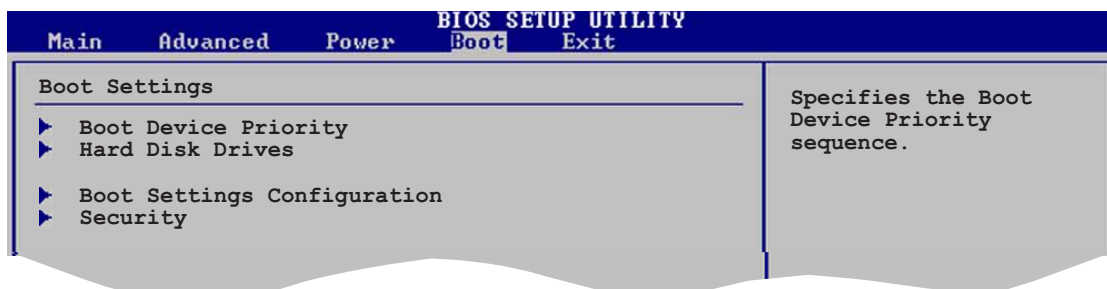 BIOS SETUP UTILITY
Main Advanced Power Boot Exit
Boot Settings
Boot Device Priority
Hard Disk Drives
Boot Settings Configuration
Security
Specifies the Boot
Device Priority
sequence.